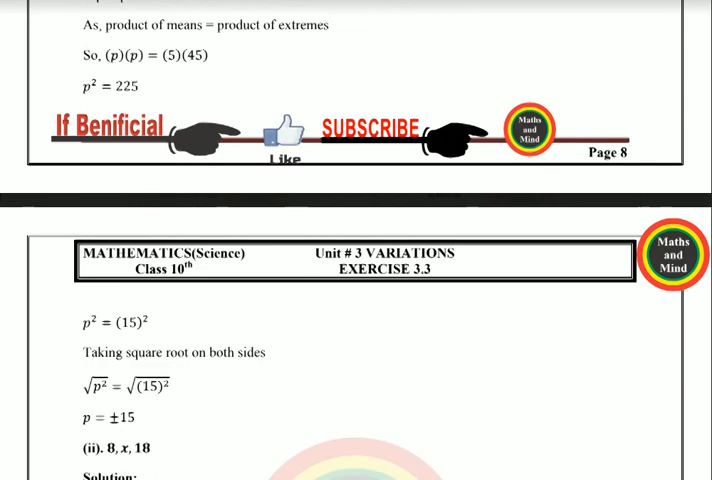 As, product of means = product of extremes
So, (p)(p) = (5)(45)
p² = 225
If Benificial
Like
SUBSCRIBE
Maths
and
Mind
Page 8
MATHEMATICS(Science) Unit # 3 VARIATIONS
Class 10th EXERCISE 3.3
Maths
and
Mind
p² = (15)²
Taking square root on both sides
√p² = √(15)²
p = ±15
(ii). 8, x, 18
Solution: